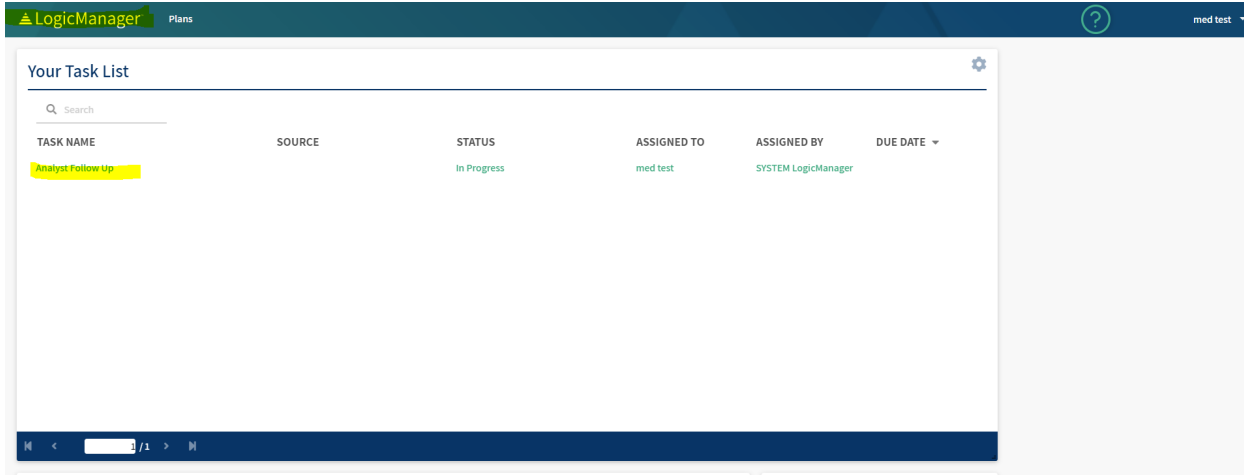 LogicManager Plans ? med test
Your Task List
Search
TASK NAME SOURCE STATUS ASSIGNED TO ASSIGNED BY DUE DATE
Analyst Follow Up In Progress med test SYSTEM LogicManager
1 / 1